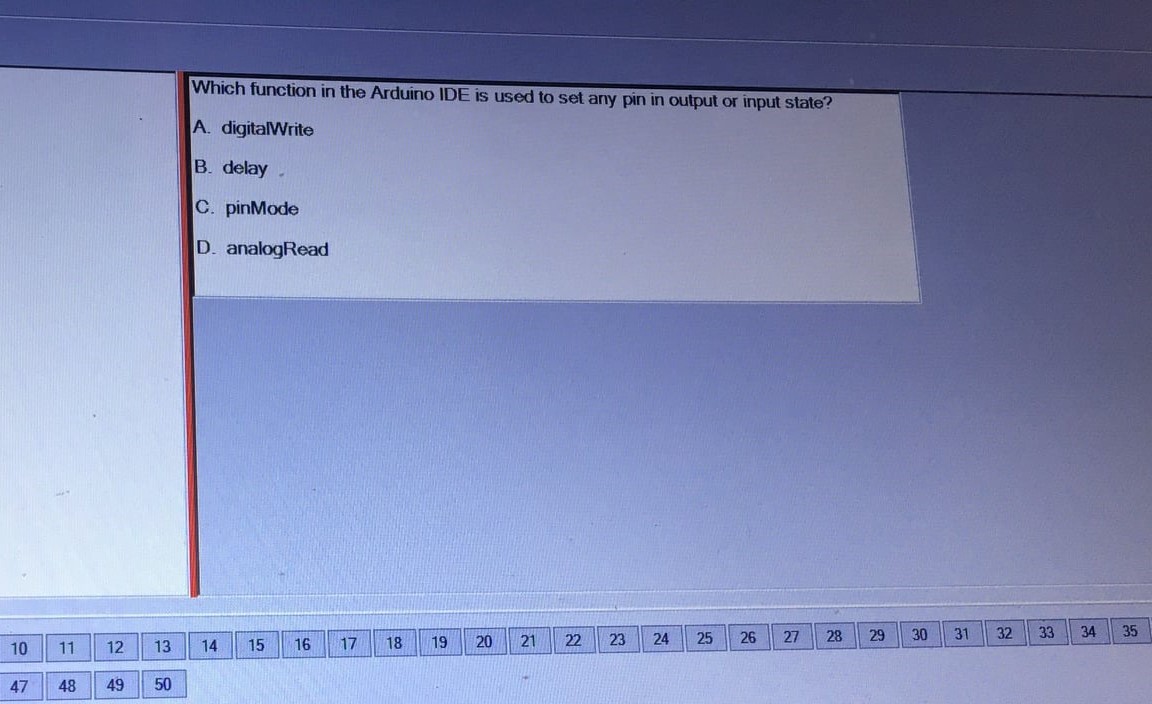 Which function in the Arduino IDE is used to set any pin in output or input state?
A. digitalWrite
B. delay
C. pinMode
D. analogRead
10 11 12 13 14 15 16 17 18 19 20 21 22 23 24 25 26 27 28 29 30 31 32 33 34 35
47 48 49 50